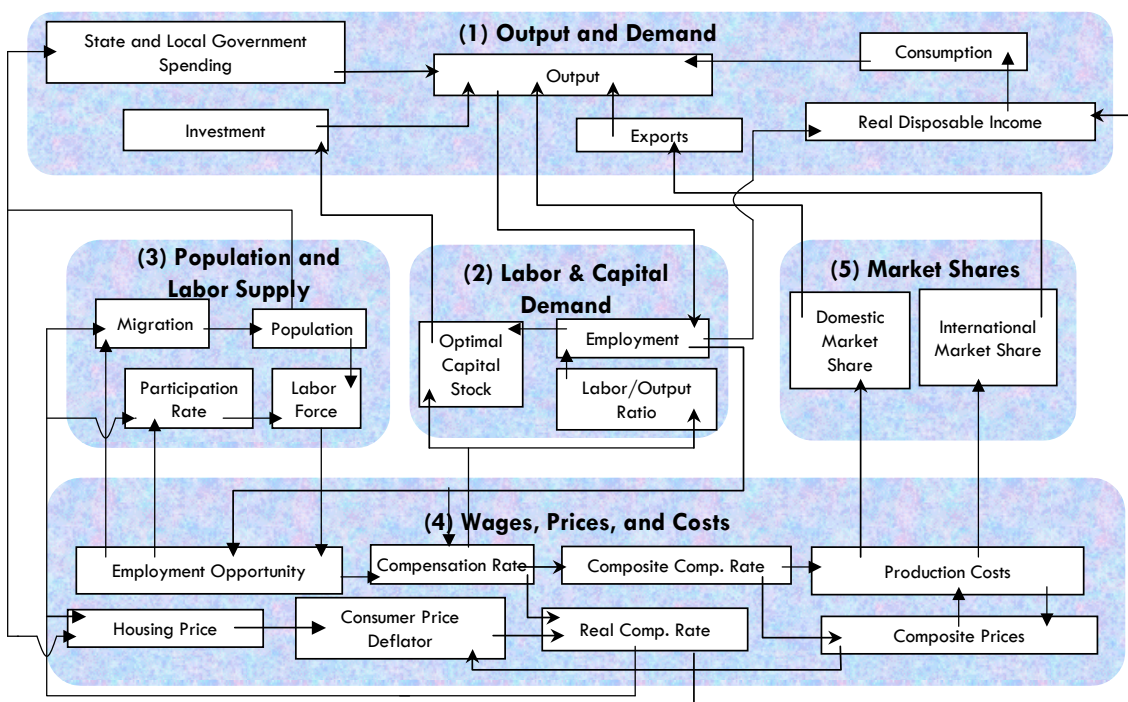 (1) Output and Demand
State and Local Government
Spending
Output
Consumption
Investment
Exports
Real Disposable Income
(3) Population and
Labor Supply
Migration
Population
Participation
Rate
Labor
Force
(2) Labor & Capital
Demand
Optimal
Capital
Stock
Employment
Labor/Output
Ratio
(5) Market Shares
Domestic
Market
Share
International
Market Share
(4) Wages, Prices, and Costs
Employment Opportunity
Compensation Rate
Composite Comp. Rate
Production Costs
Housing Price
Consumer Price
Deflator
Real Comp. Rate
Composite Prices